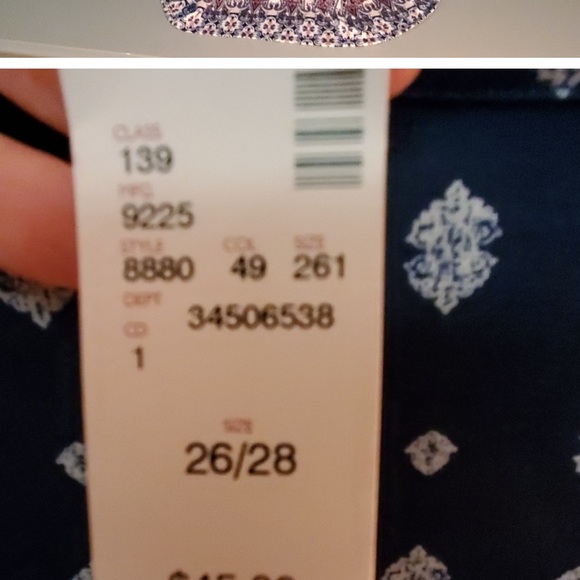 CLASS
139
MFG
9225
STYLE COL SIZE
8880 49 261
DEPT
34506538
CD
1
SIZE
26/28